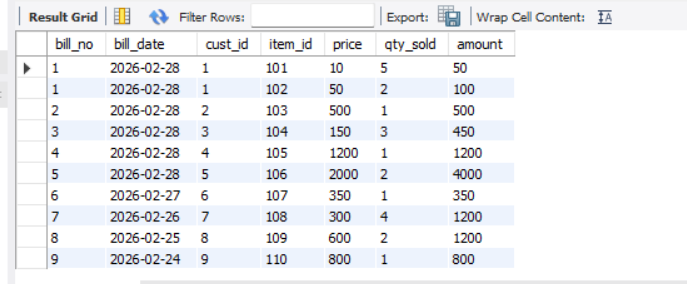 Result Grid Filter Rows: Export: Wrap Cell Content: IA
bill_no bill_date cust_id item_id price qty_sold amount
1 2026-02-28 1 101 10 5 50
1 2026-02-28 1 102 50 2 100
2 2026-02-28 2 103 500 1 500
3 2026-02-28 3 104 150 3 450
4 2026-02-28 4 105 1200 1 1200
5 2026-02-28 5 106 2000 2 4000
6 2026-02-27 6 107 350 1 350
7 2026-02-26 7 108 300 4 1200
8 2026-02-25 8 109 600 2 1200
9 2026-02-24 9 110 800 1 800